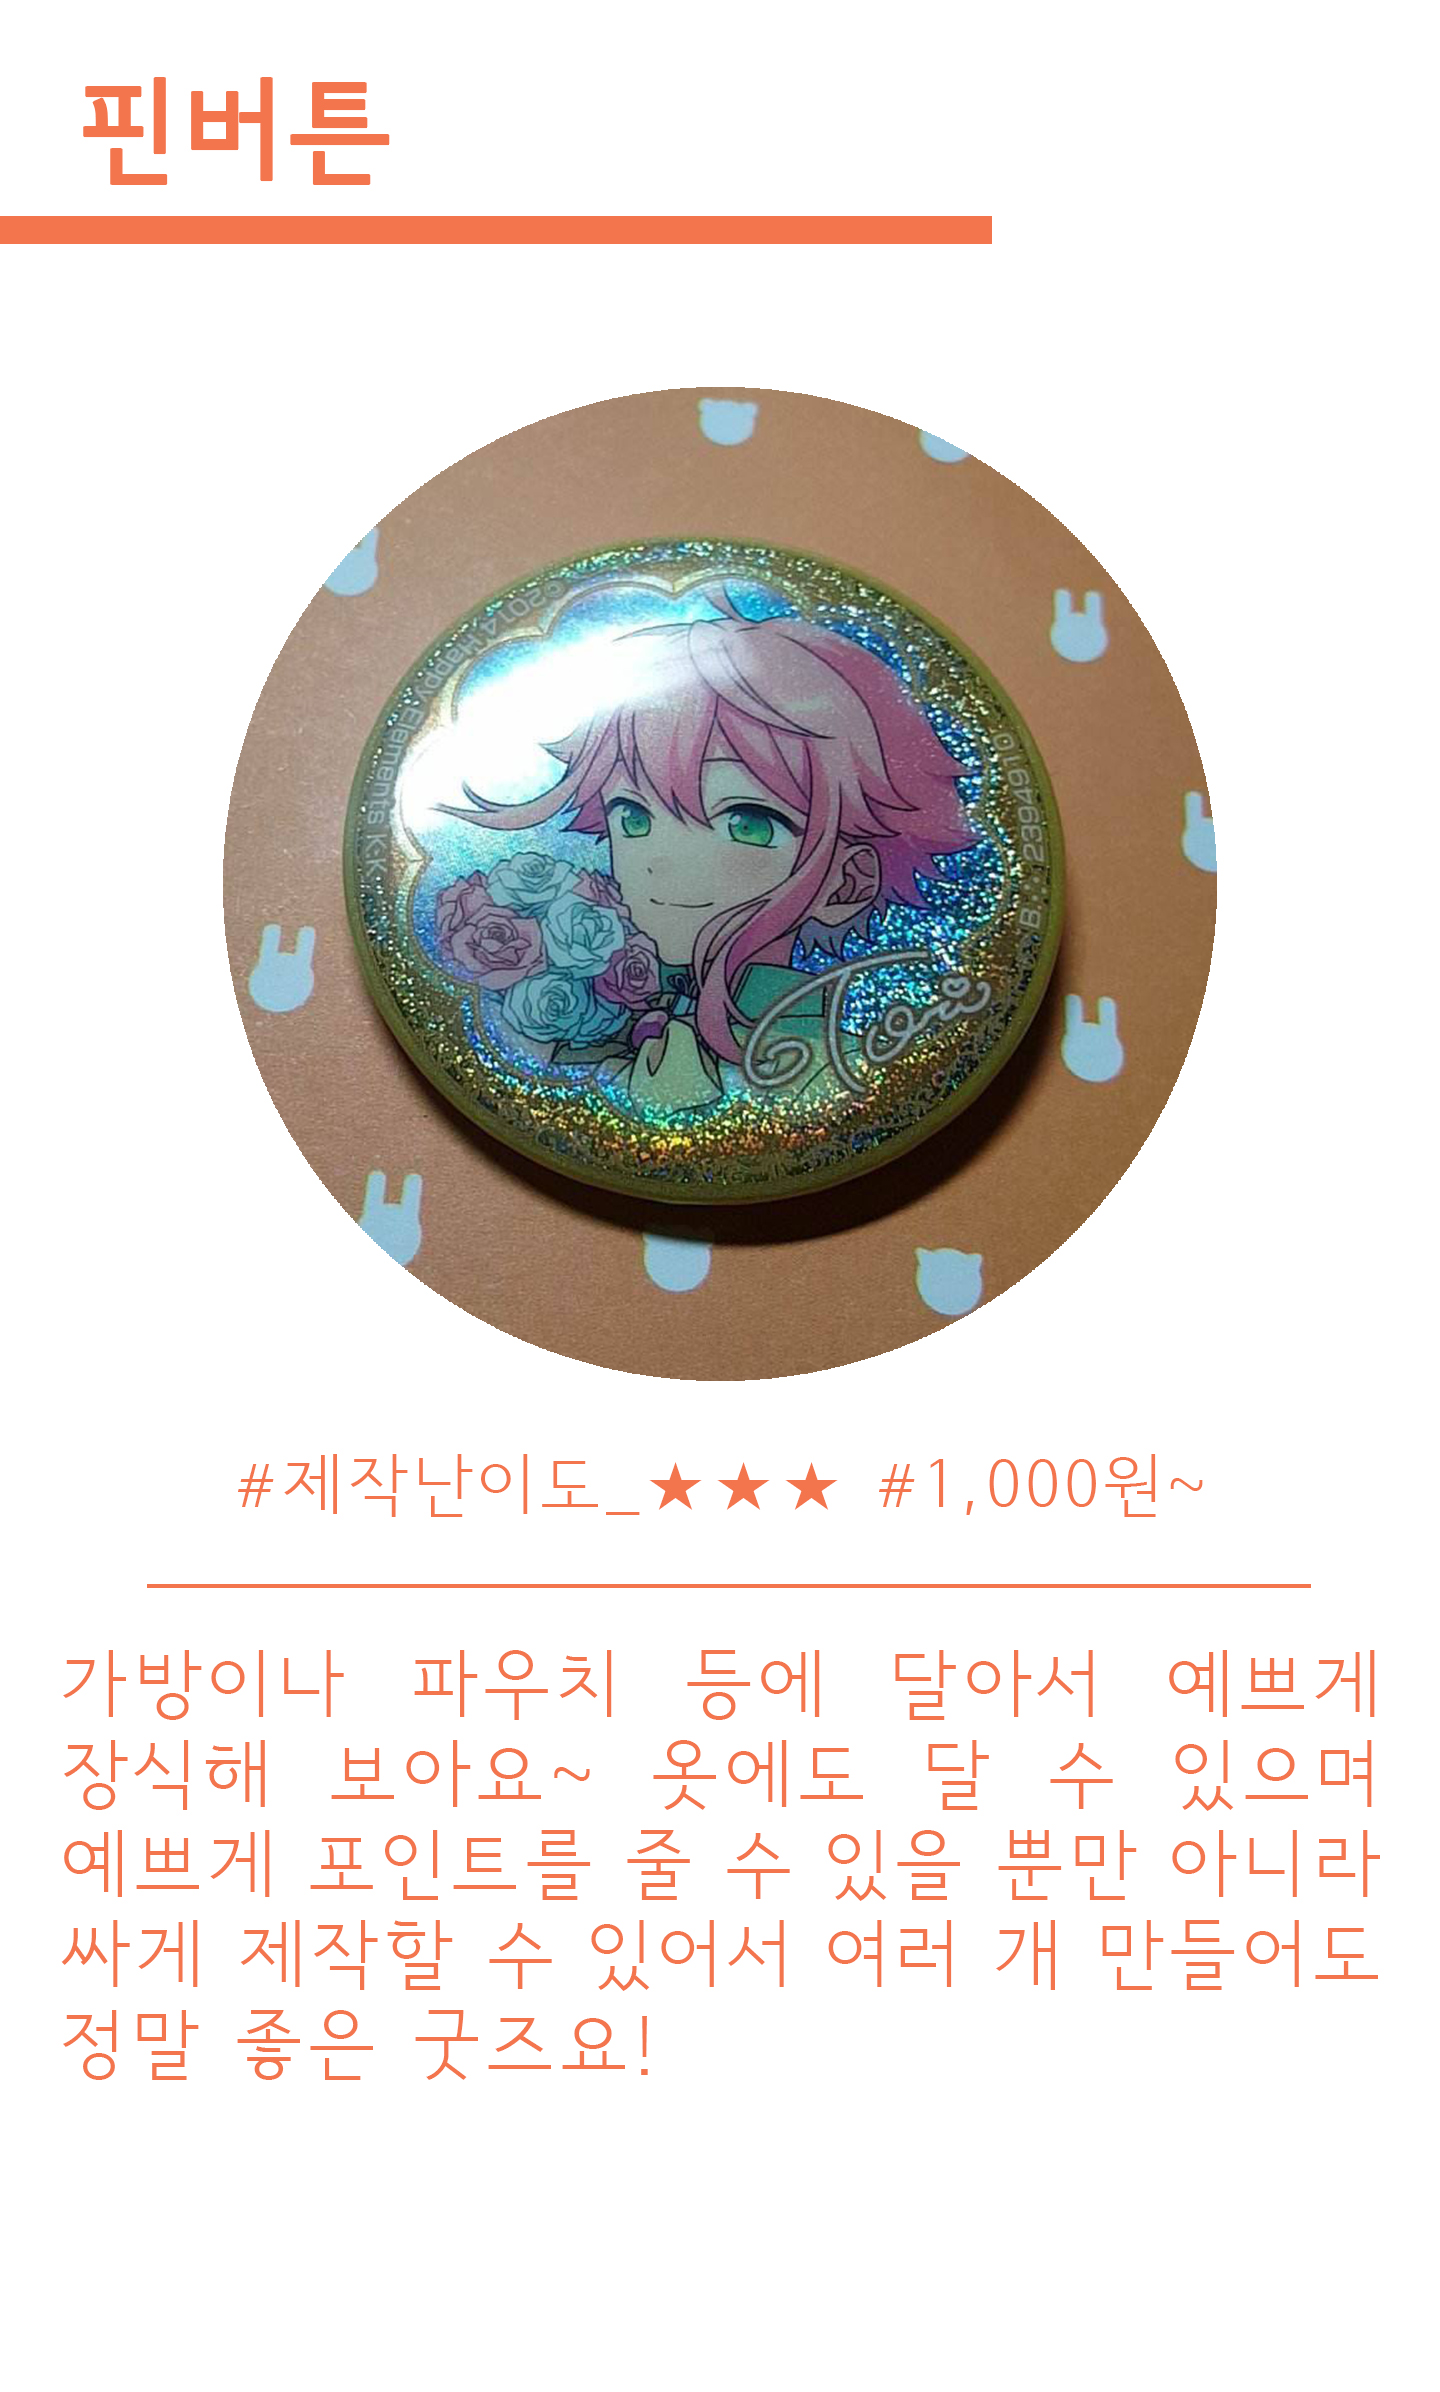 핀버튼
©2014 Happy Elements K.K
B.: 2394910
Tori
#제작난이도_★★★ #1,000원~
가방이나 파우치 등에 달아서 예쁘게
장식해 보아요~ 옷에도 달 수 있으며
예쁘게 포인트를 줄 수 있을 뿐만 아니라
싸게 제작할 수 있어서 여러 개 만들어도
정말 좋은 굿즈요!